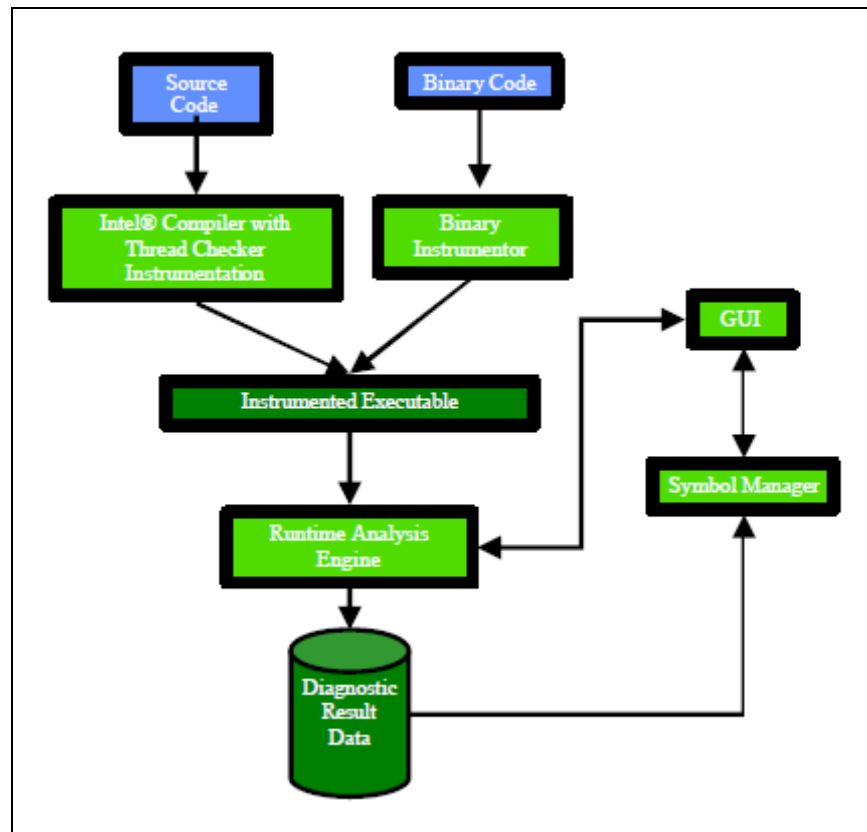 Source
Code
Binary Code
Intel® Compiler with
Thread Checker
Instrumentation
Binary
Instrumentor
GUI
Instrumented Executable
Symbol Manager
Runtime Analysis
Engine
Diagnostic
Result
Data